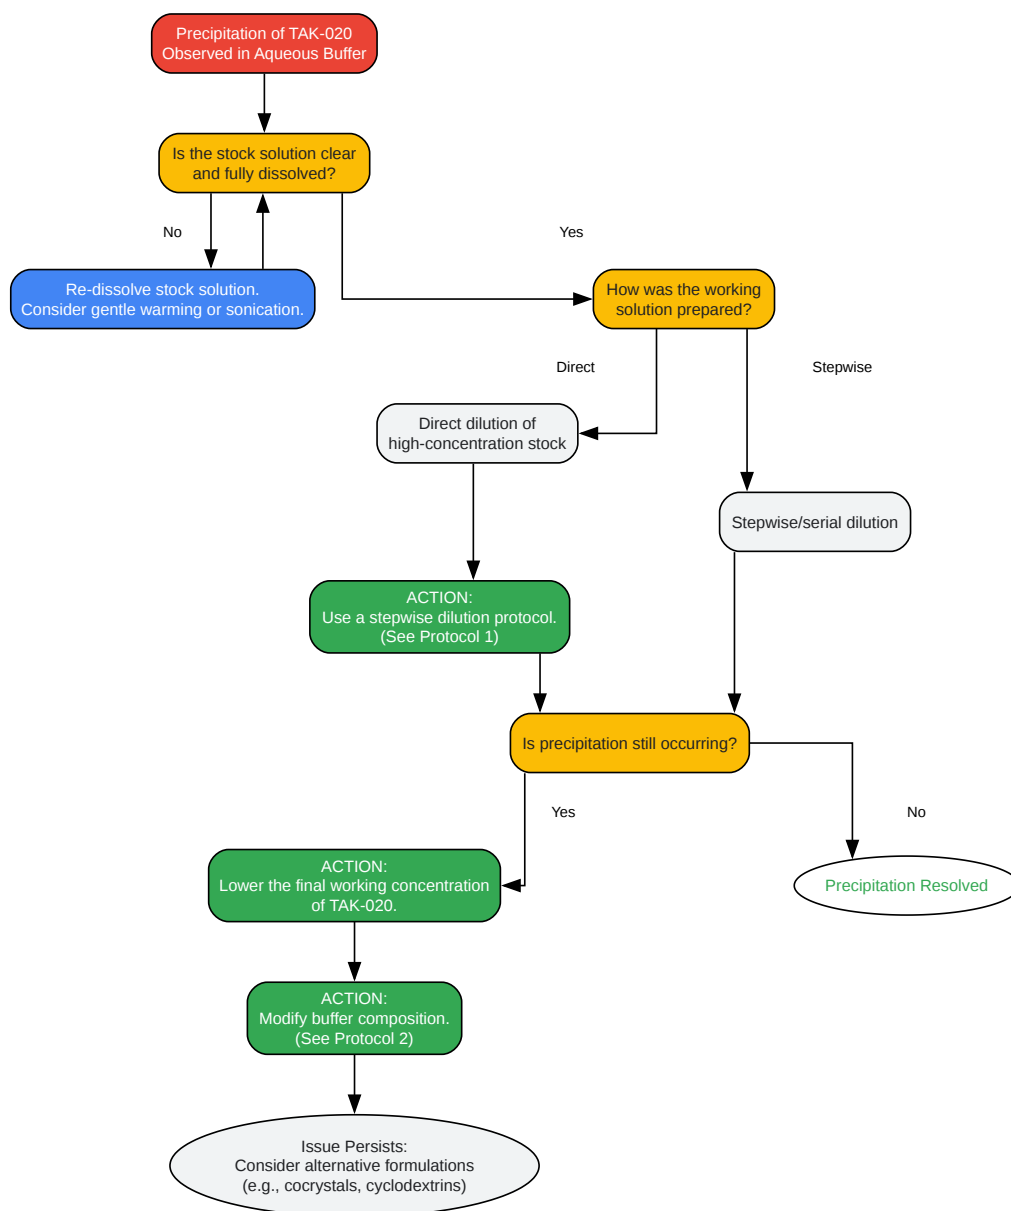 Precipitation of TAK-020
Observed in Aqueous Buffer
Is the stock solution clear
and fully dissolved?
No
Yes
Re-dissolve stock solution.
Consider gentle warming or sonication.
How was the working
solution prepared?
Direct
Stepwise
Direct dilution of
high-concentration stock
Stepwise/serial dilution
ACTION:
Use a stepwise dilution protocol.
(See Protocol 1)
Is precipitation still occurring?
Yes
No
ACTION:
Lower the final working concentration
of TAK-020.
Precipitation Resolved
ACTION:
Modify buffer composition.
(See Protocol 2)
Issue Persists:
Consider alternative formulations
(e.g., cocrystals, cyclodextrins)